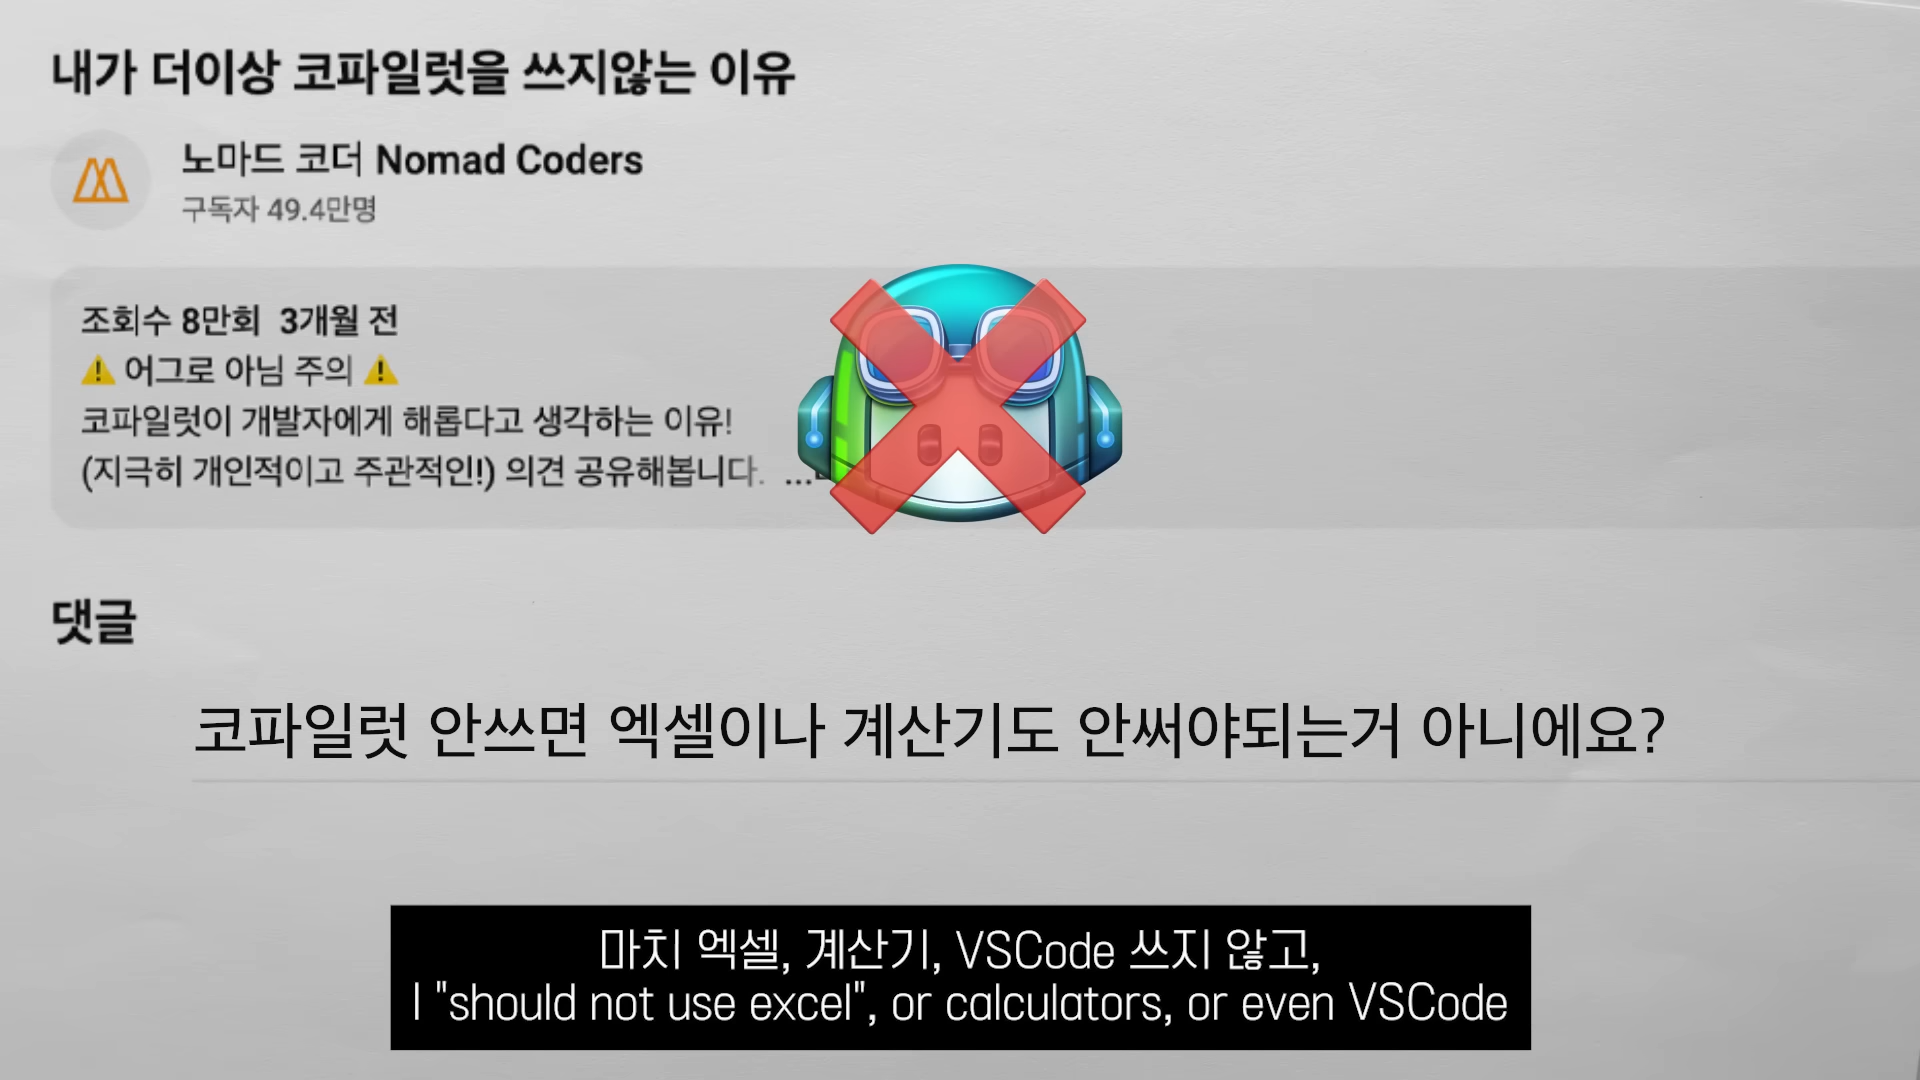 내가 더이상 코파일럿을 쓰지않는 이유
노마드 코더 Nomad Coders
구독자 49.4만명
조회수 8만회 3개월 전
⚠ 어그로 아님 주의 ⚠
코파일럿이 개발자에게 해롭다고 생각하는 이유!
(지극히 개인적이고 주관적인!) 의견 공유해봅니다. ...
댓글
코파일럿 안쓰면 엑셀이나 계산기도 안써야되는거 아니에요?
마치 엑셀, 계산기, VSCode 쓰지 않고,
I "should not use excel", or calculators, or even VSCode